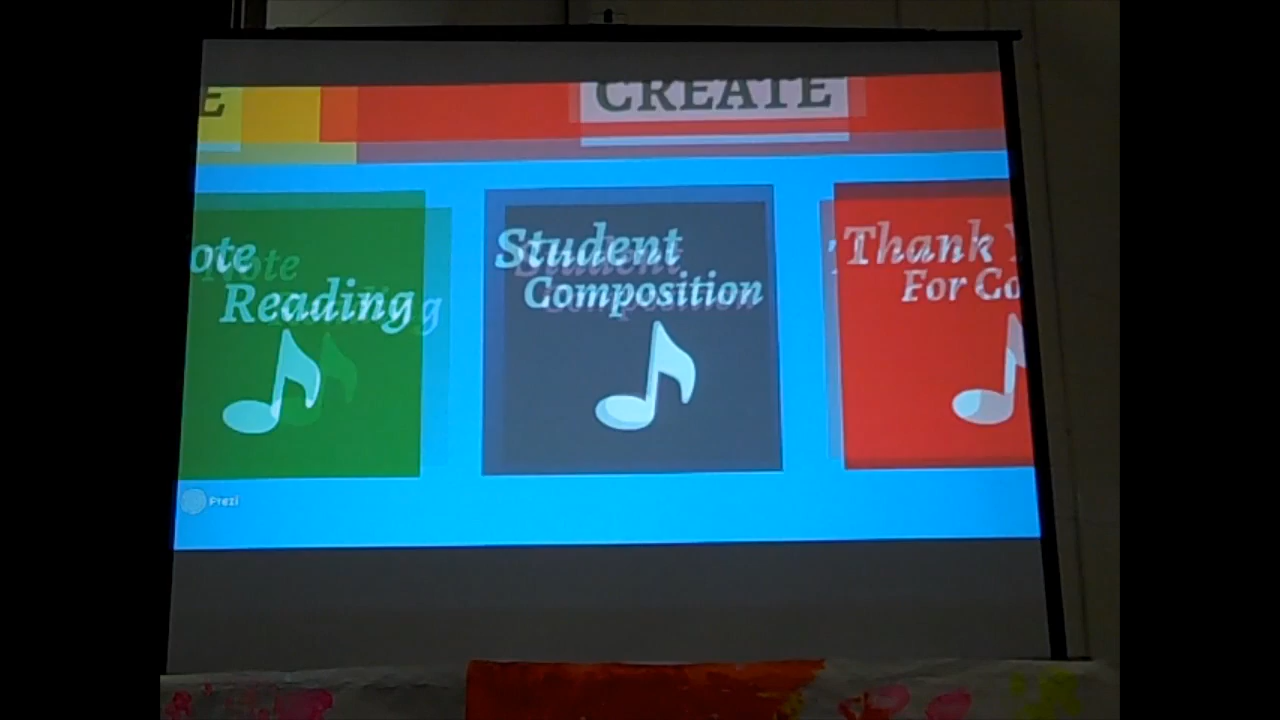 E
CREATE
ote
Reading
Student
Composition
Thank
For Co
Prezi